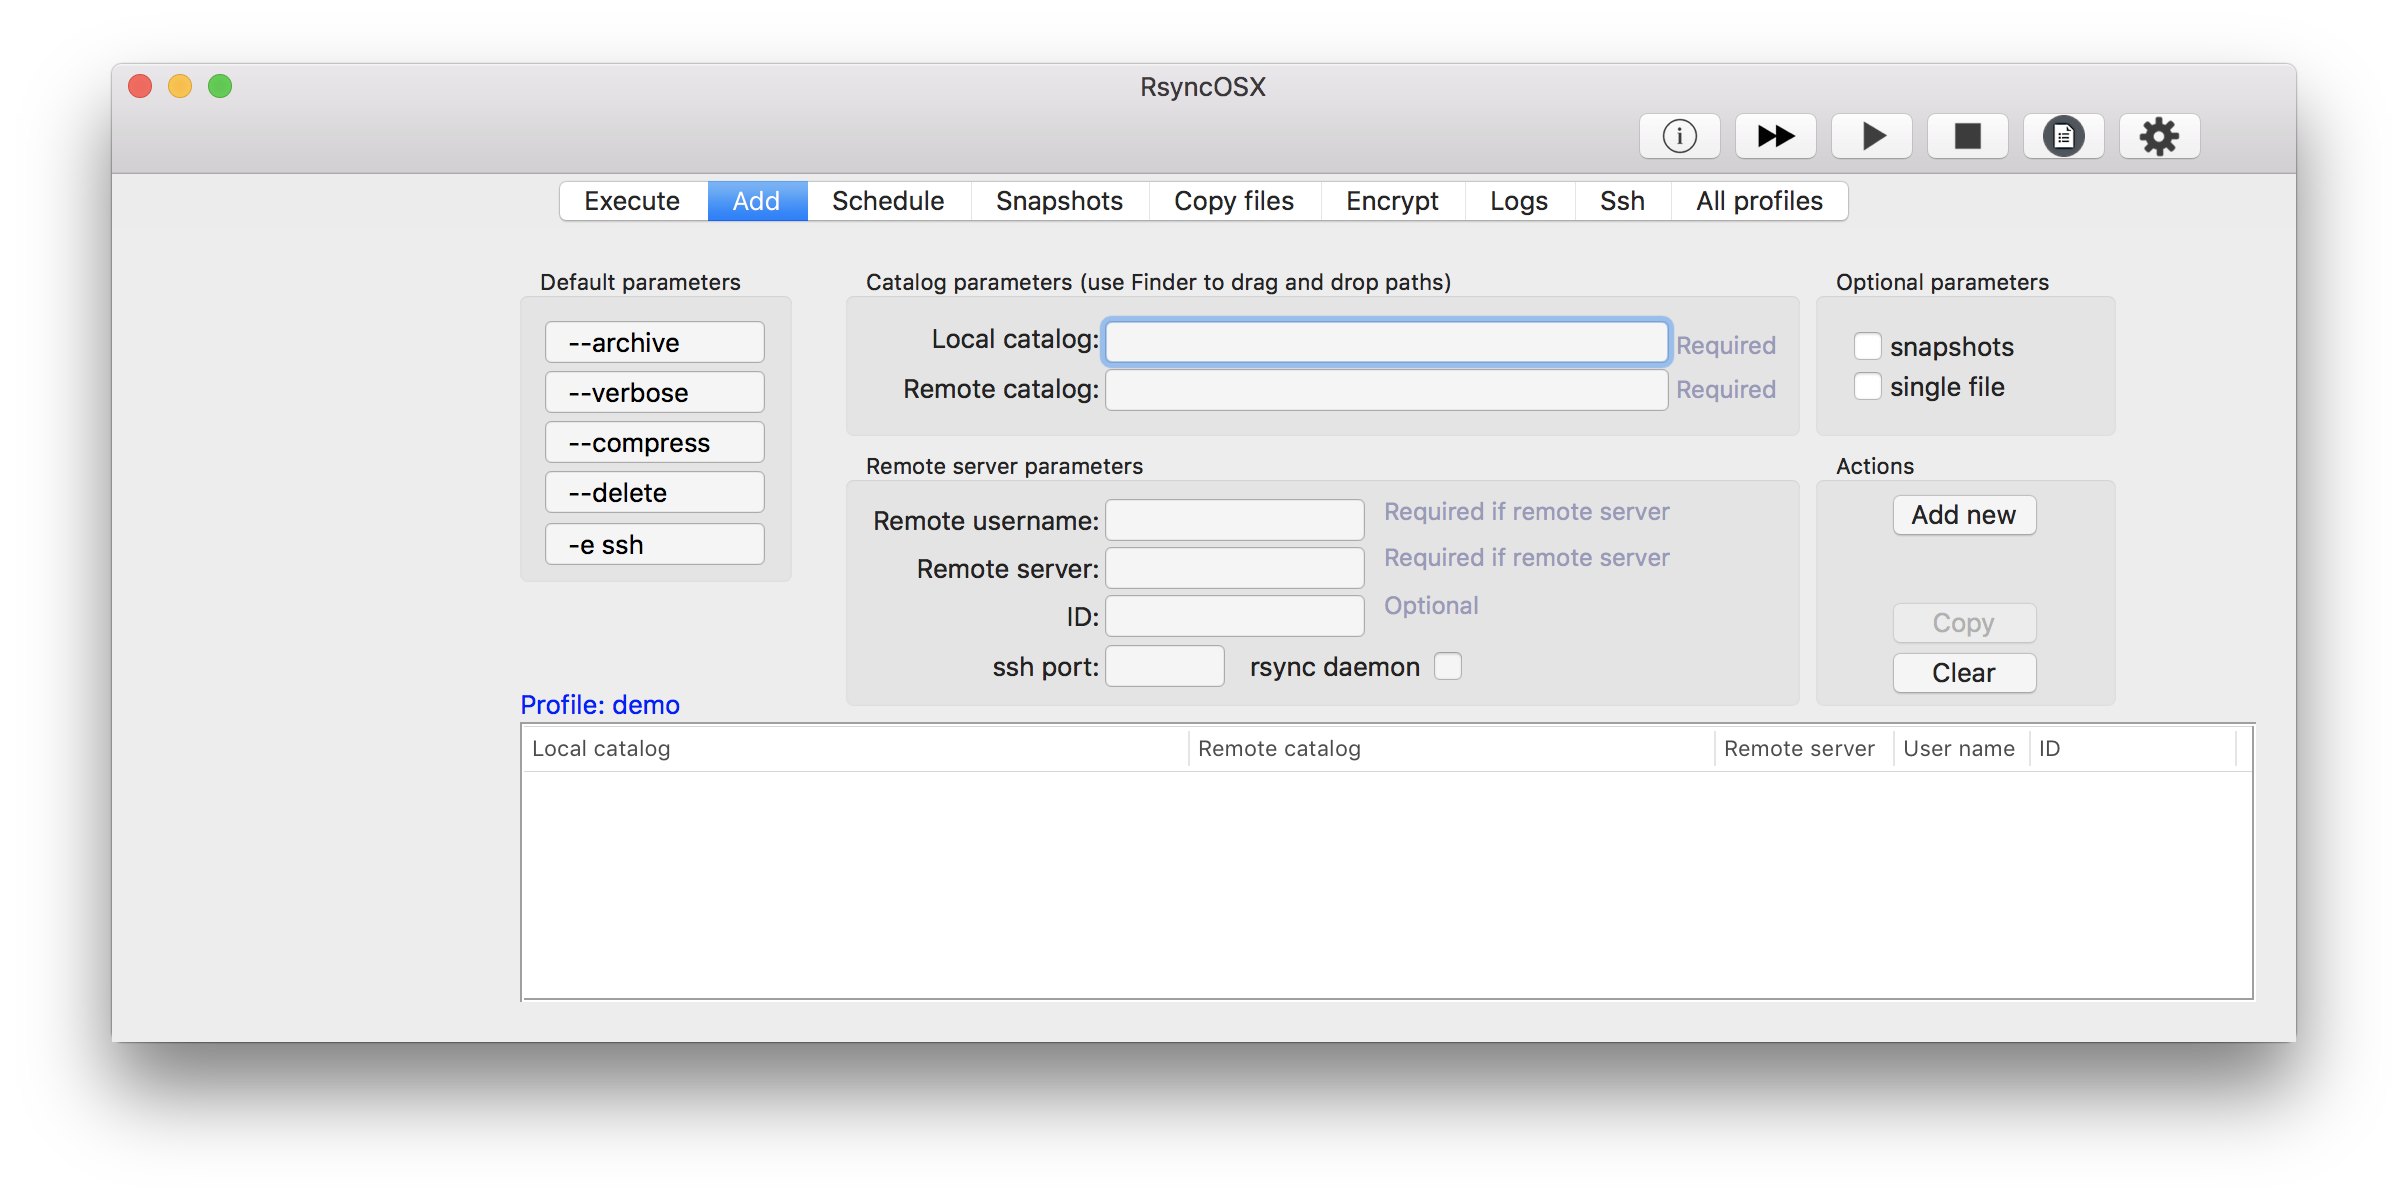 RsyncOSX
Execute Add Schedule Snapshots Copy files Encrypt Logs Ssh All profiles
Default parameters
--archive
--verbose
--compress
--delete
-e ssh
Catalog parameters (use Finder to drag and drop paths)
Local catalog: Required
Remote catalog: Required
Optional parameters
snapshots
single file
Remote server parameters
Remote username: Required if remote server
Remote server: Required if remote server
ID: Optional
ssh port: rsync daemon
Actions
Add new
Copy
Clear
Profile: demo
Local catalog Remote catalog Remote server User name ID